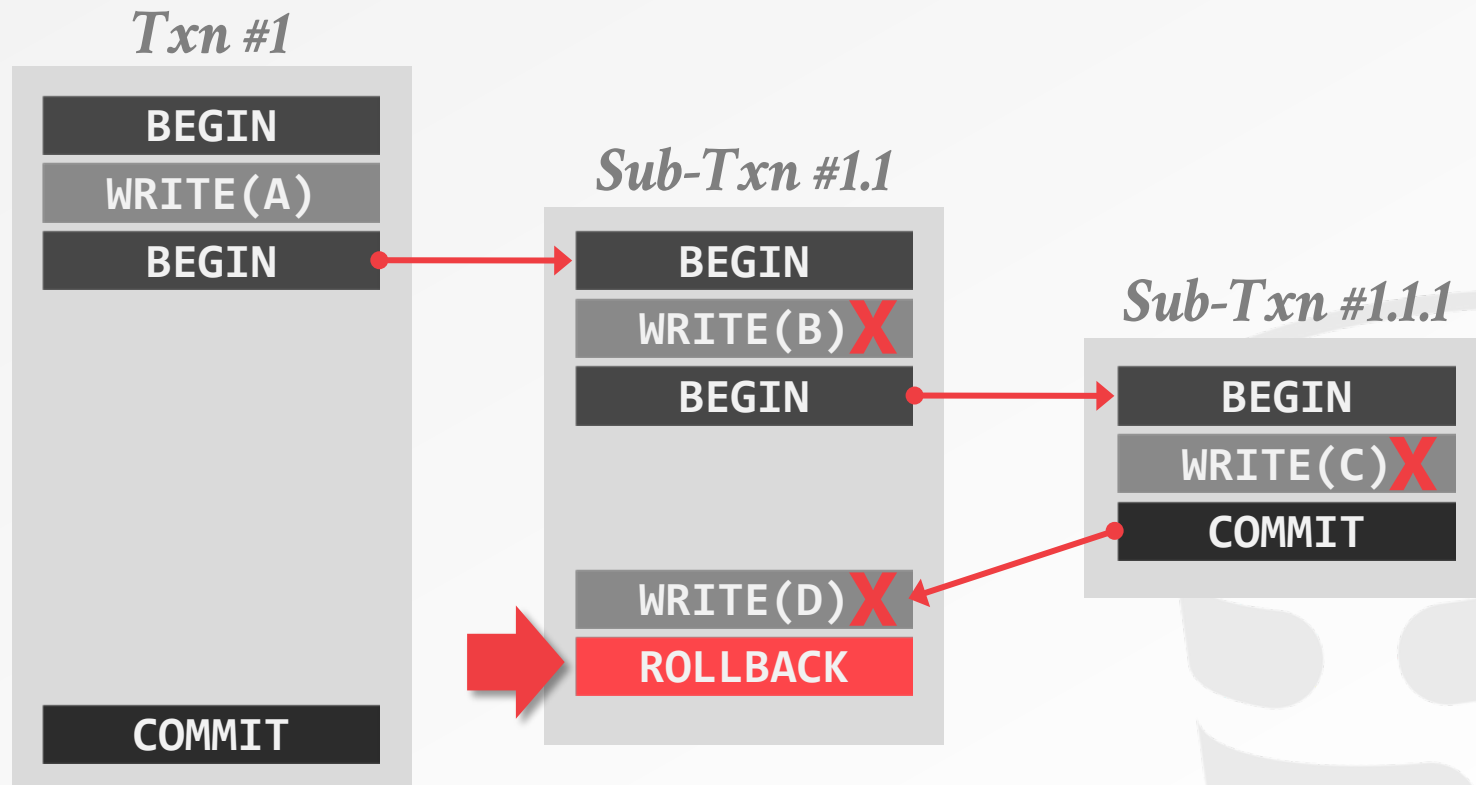 Txn #1
BEGIN
WRITE(A)
BEGIN
COMMIT
Sub-Txn #1.1
BEGIN
WRITE(B) X
BEGIN
WRITE(D) X
ROLLBACK
Sub-Txn #1.1.1
BEGIN
WRITE(C) X
COMMIT